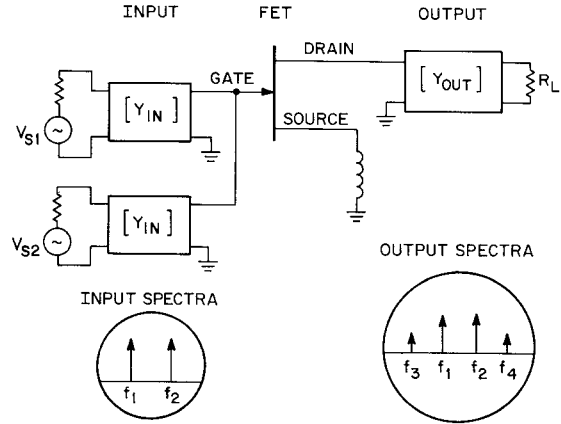 INPUT FET OUTPUT
DRAIN
GATE
[Y_IN] [Y_OUT] R_L
SOURCE
V_S1 ~
[Y_IN]
V_S2 ~
OUTPUT SPECTRA
INPUT SPECTRA
f_3 f_1 f_2 f_4
f_1 f_2